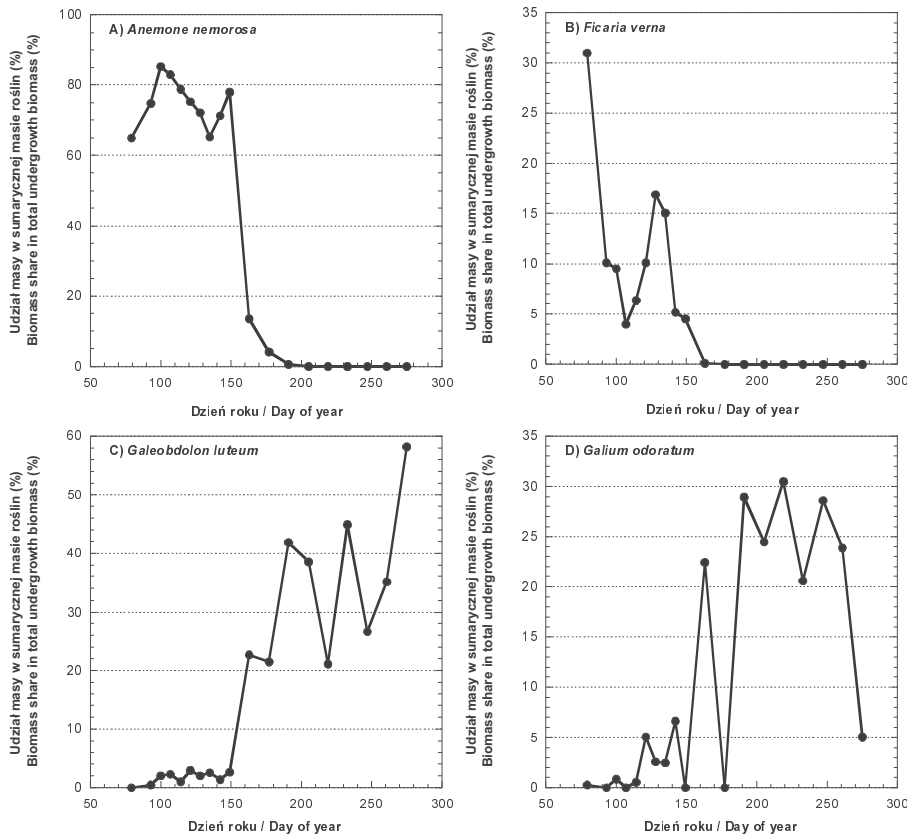 A) Anemone nemorosa
Udział masy w sumarycznej masie roślin (%)
Biomass share in total undergrowth biomass (%)
100
80
60
40
20
0
50 100 150 200 250 300
Dzień roku / Day of year
B) Ficaria verna
Udział masy w sumarycznej masie roślin (%)
Biomass share in total undergrowth biomass (%)
35
30
25
20
15
10
5
0
50 100 150 200 250 300
Dzień roku / Day of year
C) Galeobdolon luteum
Udział masy w sumarycznej masie roślin (%)
Biomass share in total undergrowth biomass (%)
60
50
40
30
20
10
0
50 100 150 200 250 300
Dzień roku / Day of year
D) Galium odoratum
Udział masy w sumarycznej masie roślin (%)
Biomass share in total undergrowth biomass (%)
35
30
25
20
15
10
5
0
50 100 150 200 250 300
Dzień roku / Day of year